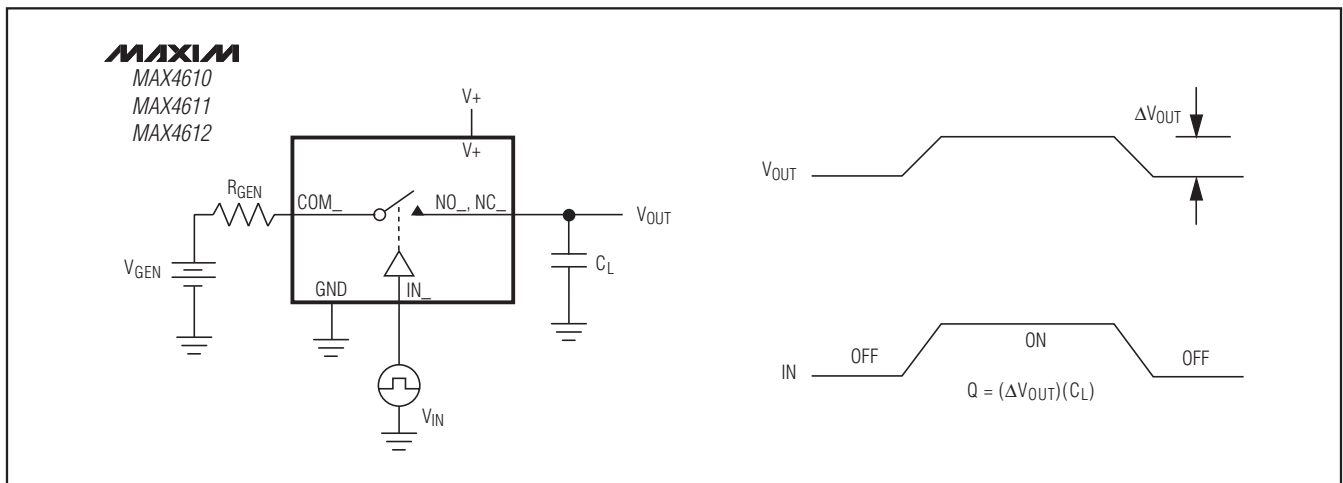 MAXIM
MAX4610
MAX4611
MAX4612
V+
V+
RGEN
COM_
NO_, NC_
VOUT
VGEN
CL
GND
IN_
VIN
ΔVOUT
VOUT
IN
OFF
ON
OFF
Q = (ΔVOUT)(CL)